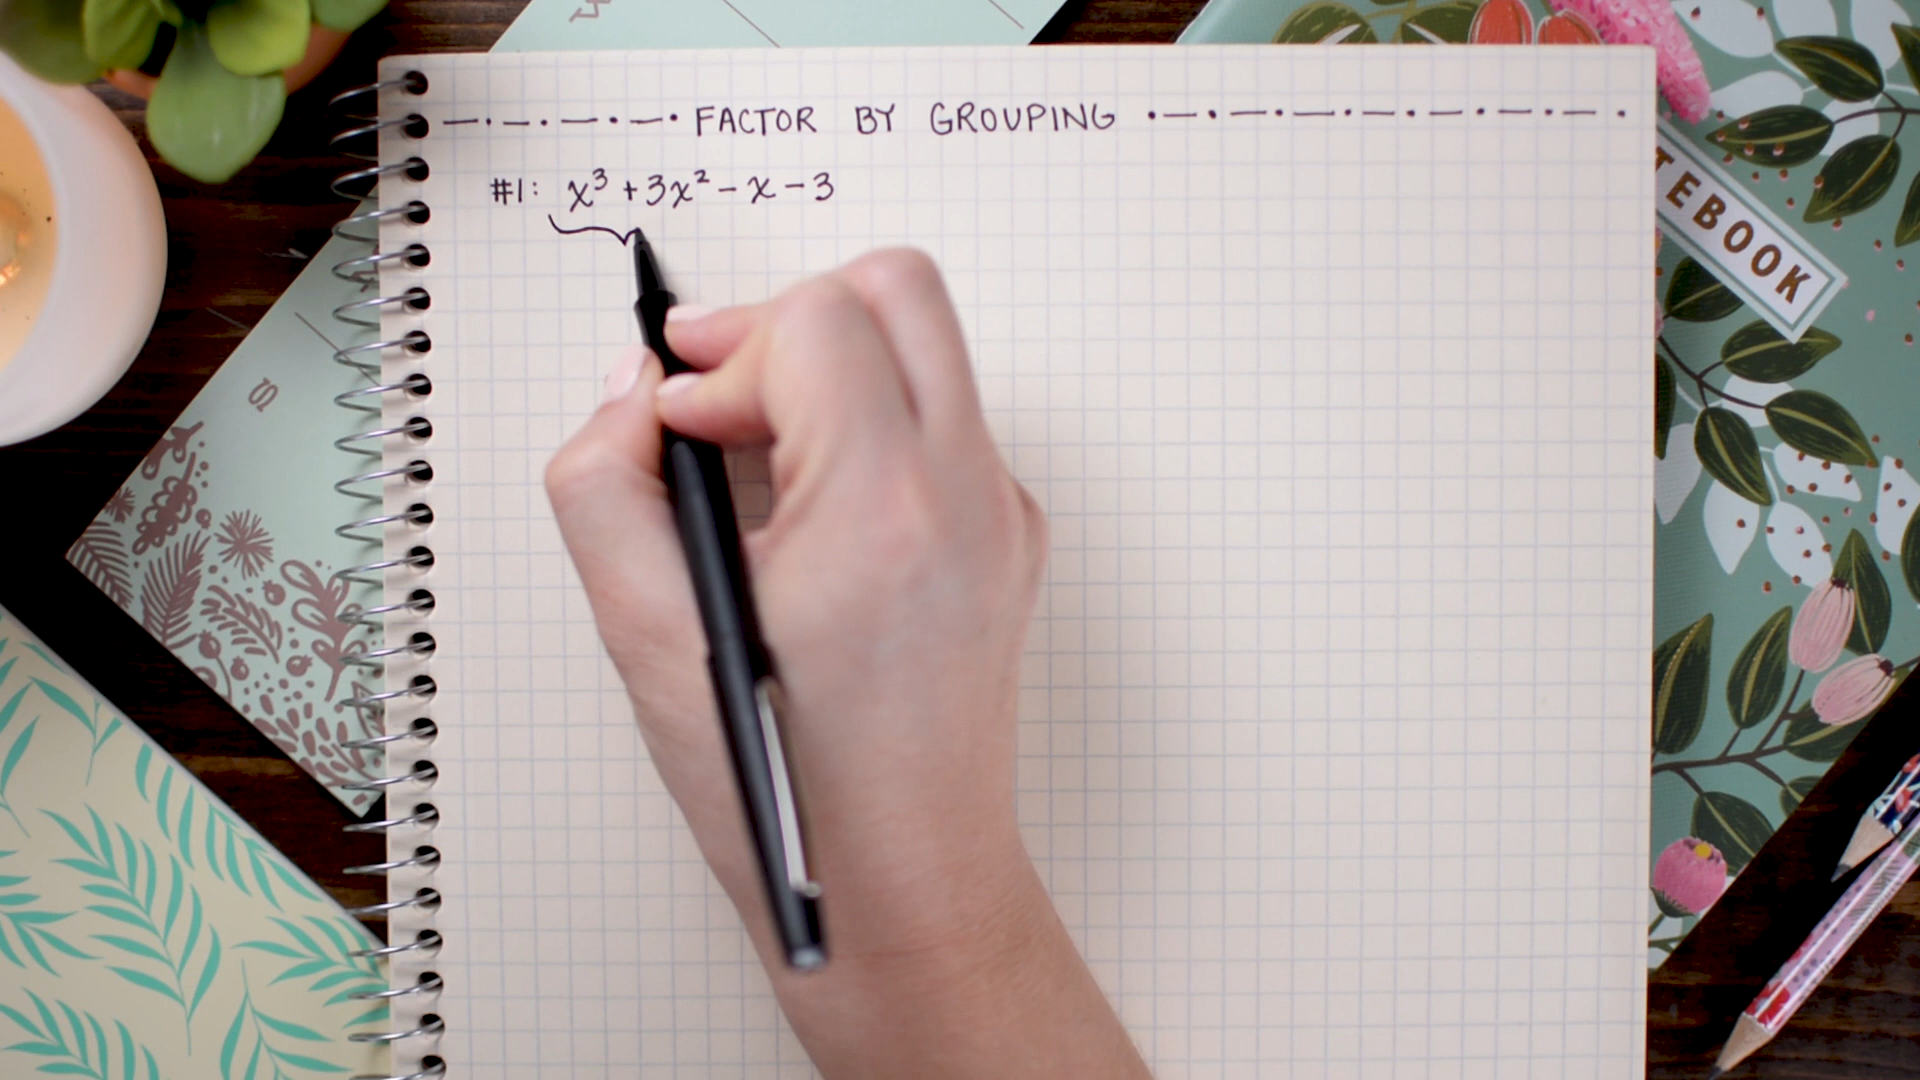 FACTOR BY GROUPING
#1: x³ + 3x² - x - 3
TEBOOK
S